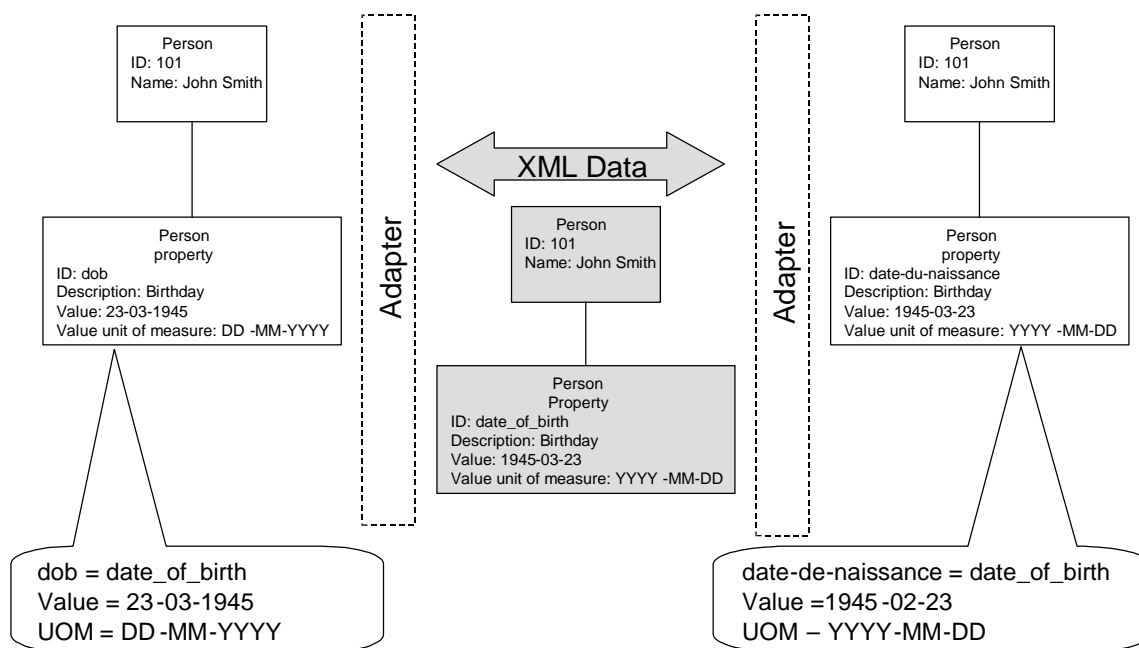 Person
ID: 101
Name: John Smith
Person
property
ID: dob
Description: Birthday
Value: 23-03-1945
Value unit of measure: DD -MM-YYYY
dob = date_of_birth
Value = 23-03-1945
UOM = DD-MM-YYYY
Adapter
XML Data
Person
ID: 101
Name: John Smith
Person
Property
ID: date_of_birth
Description: Birthday
Value: 1945-03-23
Value unit of measure: YYYY -MM-DD
Adapter
Person
ID: 101
Name: John Smith
Person
property
ID: date-du-naissance
Description: Birthday
Value: 1945-03-23
Value unit of measure: YYYY -MM-DD
date-de-naissance = date_of_birth
Value =1945-02-23
UOM – YYYY-MM-DD